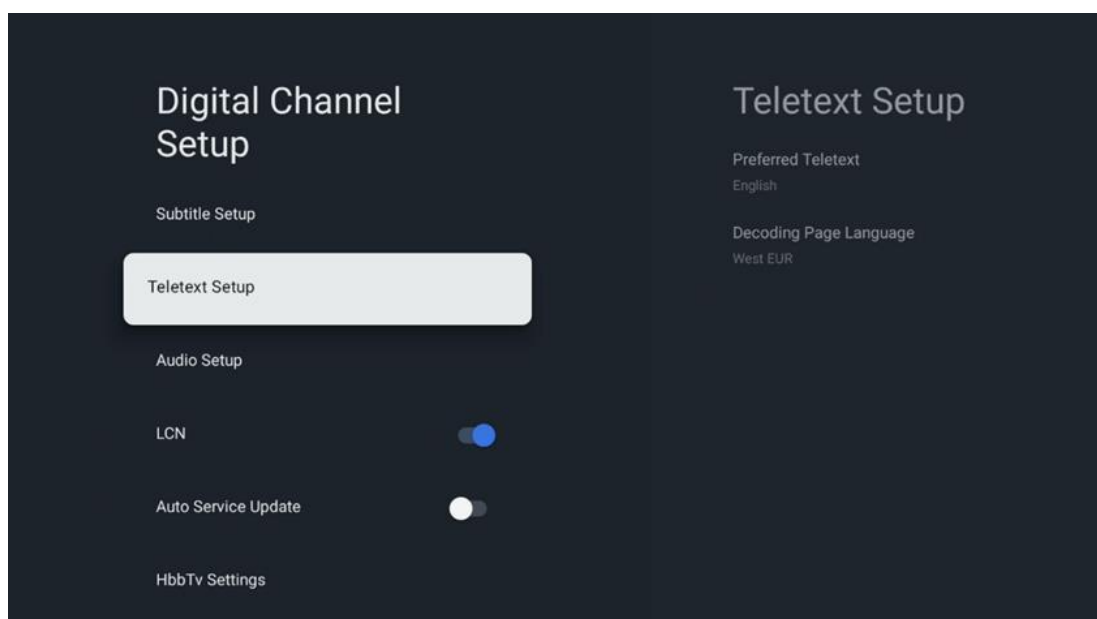 Digital Channel
Setup
Subtitle Setup
Teletext Setup
Audio Setup
LCN
Auto Service Update
HbbTv Settings
Teletext Setup
Preferred Teletext
English
Decoding Page Language
West EUR